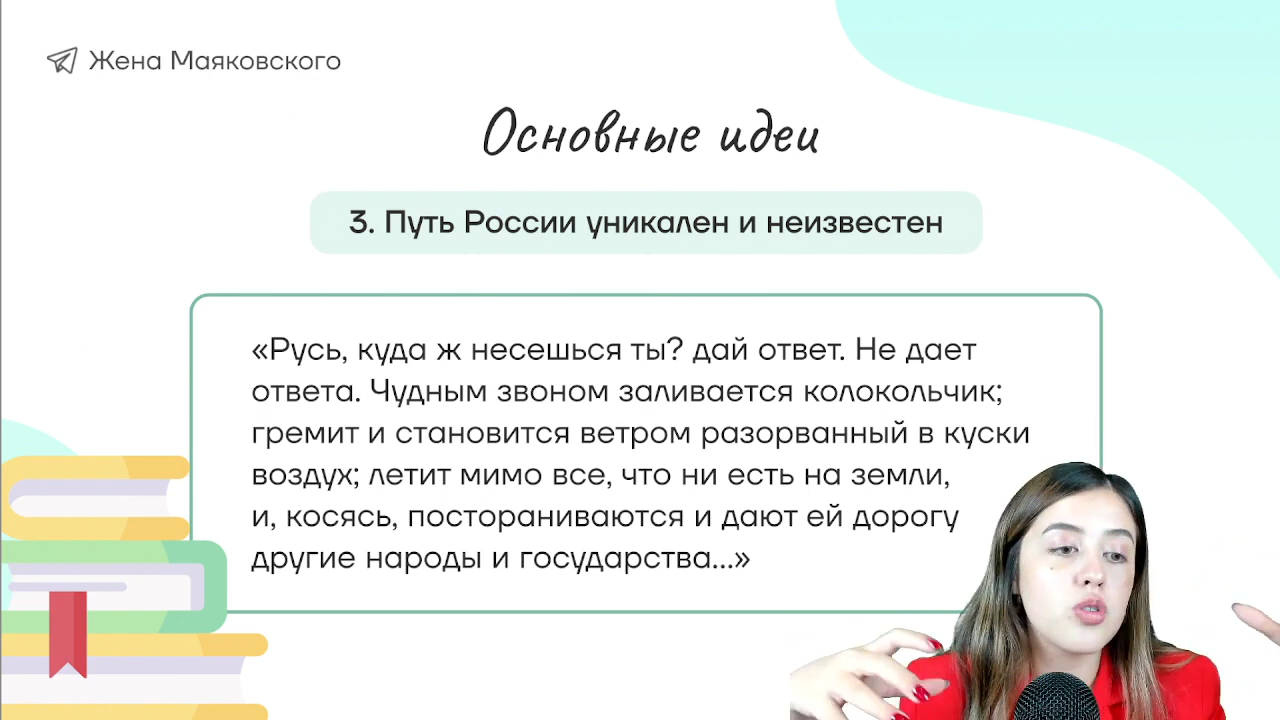 Жена Маяковского
Основные идеи
3. Путь России уникален и неизвестен
«Русь, куда ж несешься ты? дай ответ. Не дает
ответа. Чудным звоном заливается колокольчик;
гремит и становится ветром разорванный в куски
воздух; летит мимо все, что ни есть на земли,
и, косясь, постораниваются и дают ей дорогу
другие народы и государства...»